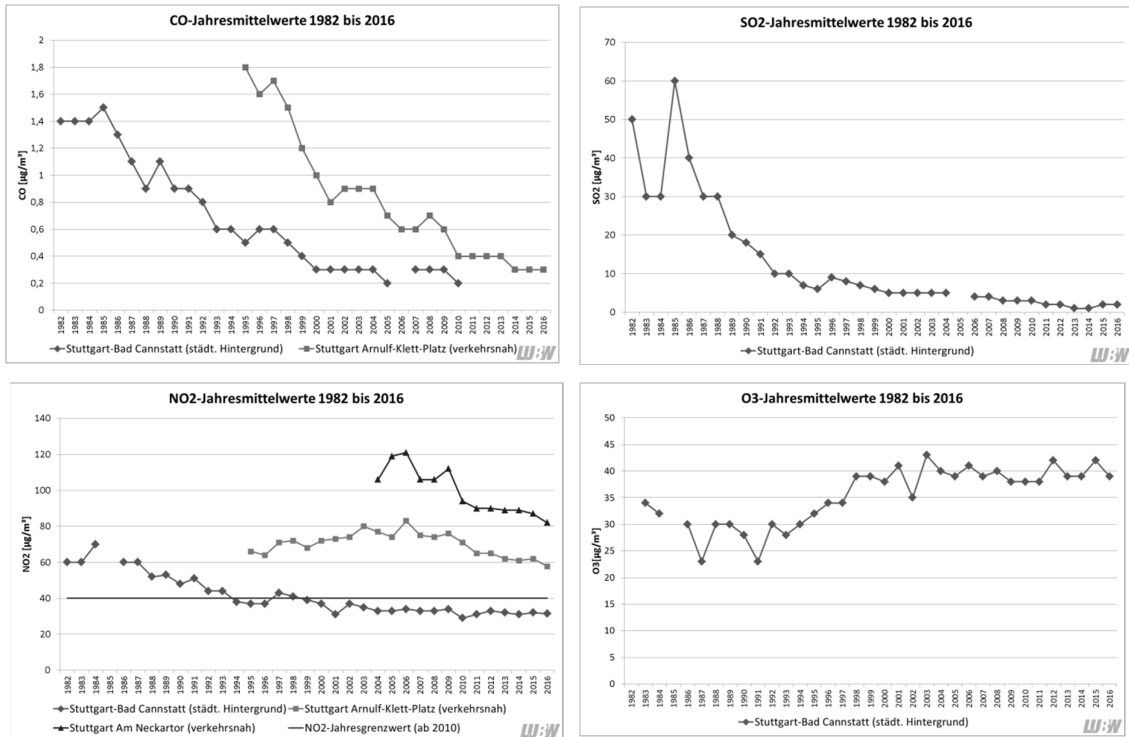 CO-Jahresmittelwerte 1982 bis 2016
2
1,8
1,6
1,4
1,2
1
0,8
0,6
0,4
0,2
0
CO [µg/m³]
1982 1983 1984 1985 1986 1987 1988 1989 1990 1991 1992 1993 1994 1995 1996 1997 1998 1999 2000 2001 2002 2003 2004 2005 2006 2007 2008 2009 2010 2011 2012 2013 2014 2015 2016
Stuttgart-Bad Cannstatt (städt. Hintergrund) Stuttgart Arnulf-Klett-Platz (verkehrsnah)
LUBW
SO2-Jahresmittelwerte 1982 bis 2016
70
60
50
40
30
20
10
0
SO2 [µg/m³]
1982 1983 1984 1985 1986 1987 1988 1989 1990 1991 1992 1993 1994 1995 1996 1997 1998 1999 2000 2001 2002 2003 2004 2005 2006 2007 2008 2009 2010 2011 2012 2013 2014 2015 2016
Stuttgart-Bad Cannstatt (städt. Hintergrund)
LUBW
NO2-Jahresmittelwerte 1982 bis 2016
140
120
100
80
60
40
20
0
NO2 [µg/m³]
1982 1983 1984 1985 1986 1987 1988 1989 1990 1991 1992 1993 1994 1995 1996 1997 1998 1999 2000 2001 2002 2003 2004 2005 2006 2007 2008 2009 2010 2011 2012 2013 2014 2015 2016
Stuttgart-Bad Cannstatt (städt. Hintergrund) Stuttgart Arnulf-Klett-Platz (verkehrsnah)
Stuttgart Am Neckartor (verkehrsnah) NO2-Jahresgrenzwert (ab 2010)
LUBW
O3-Jahresmittelwerte 1982 bis 2016
50
45
40
35
30
25
20
15
10
5
0
O3[µg/m³]
1982 1983 1984 1985 1986 1987 1988 1989 1990 1991 1992 1993 1994 1995 1996 1997 1998 1999 2000 2001 2002 2003 2004 2005 2006 2007 2008 2009 2010 2011 2012 2013 2014 2015 2016
Stuttgart-Bad Cannstatt (städt. Hintergrund)
LUBW